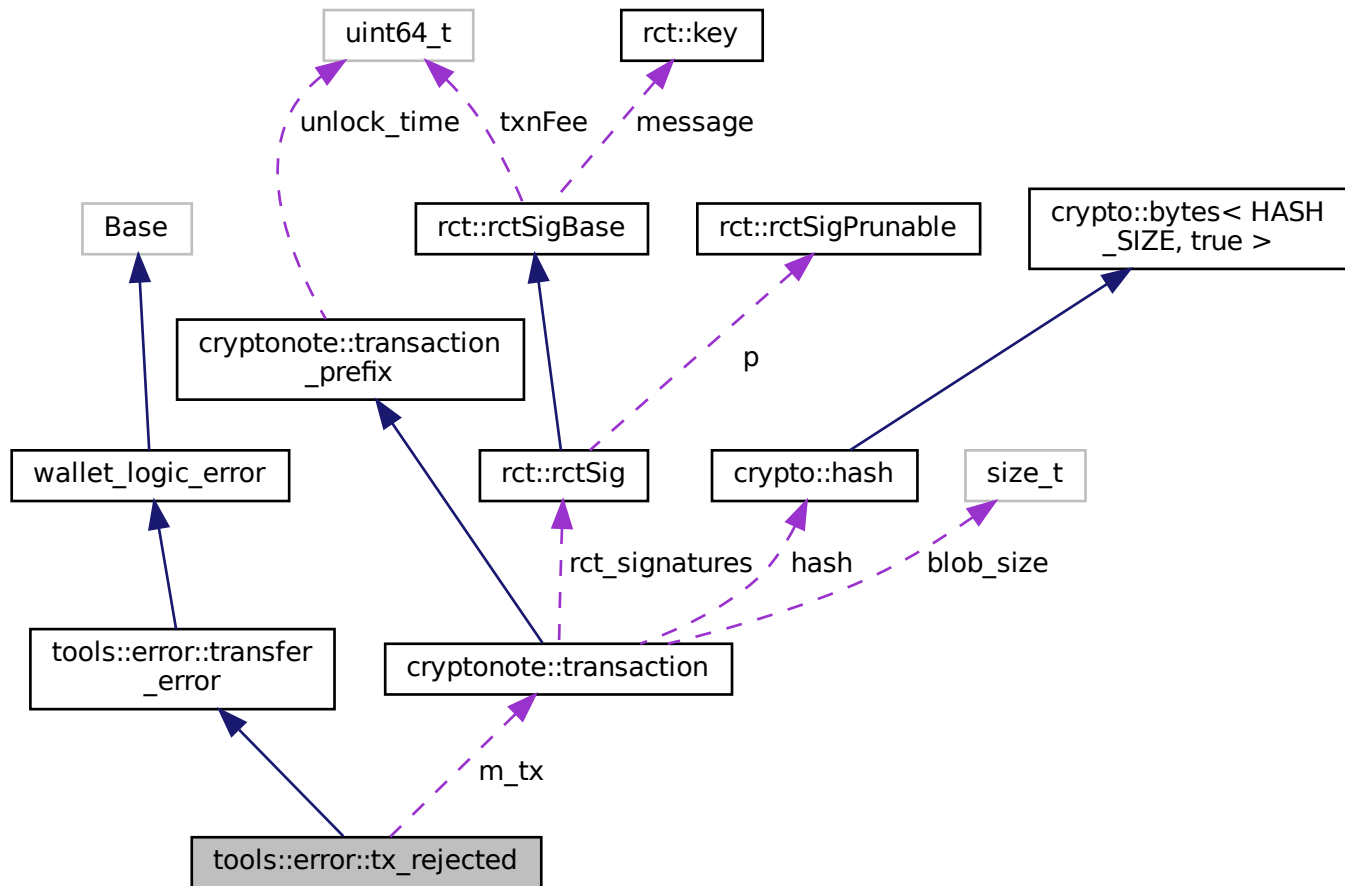 uint64_t
rct::key
unlock_time
txnFee
message
Base
rct::rctSigBase
rct::rctSigPrunable
crypto::bytes< HASH
_SIZE, true >
cryptonote::transaction
_prefix
p
wallet_logic_error
rct::rctSig
crypto::hash
size_t
rct_signatures
hash
blob_size
tools::error::transfer
_error
cryptonote::transaction
m_tx
tools::error::tx_rejected